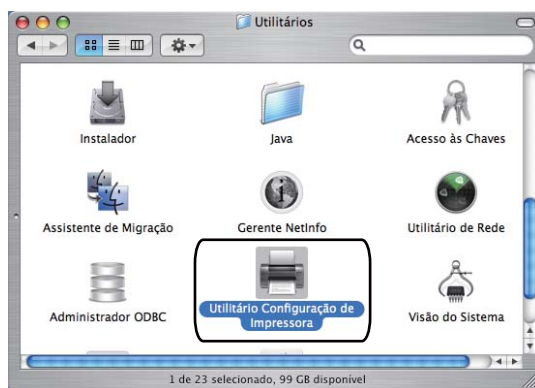 Utilitários
Instalador
Java
Acesso às Chaves
Assistente de Migração
Gerente NetInfo
Utilitário de Rede
Administrador ODBC
Utilitário Configuração de
Impressora
Visão do Sistema
1 de 23 selecionado, 99 GB disponível